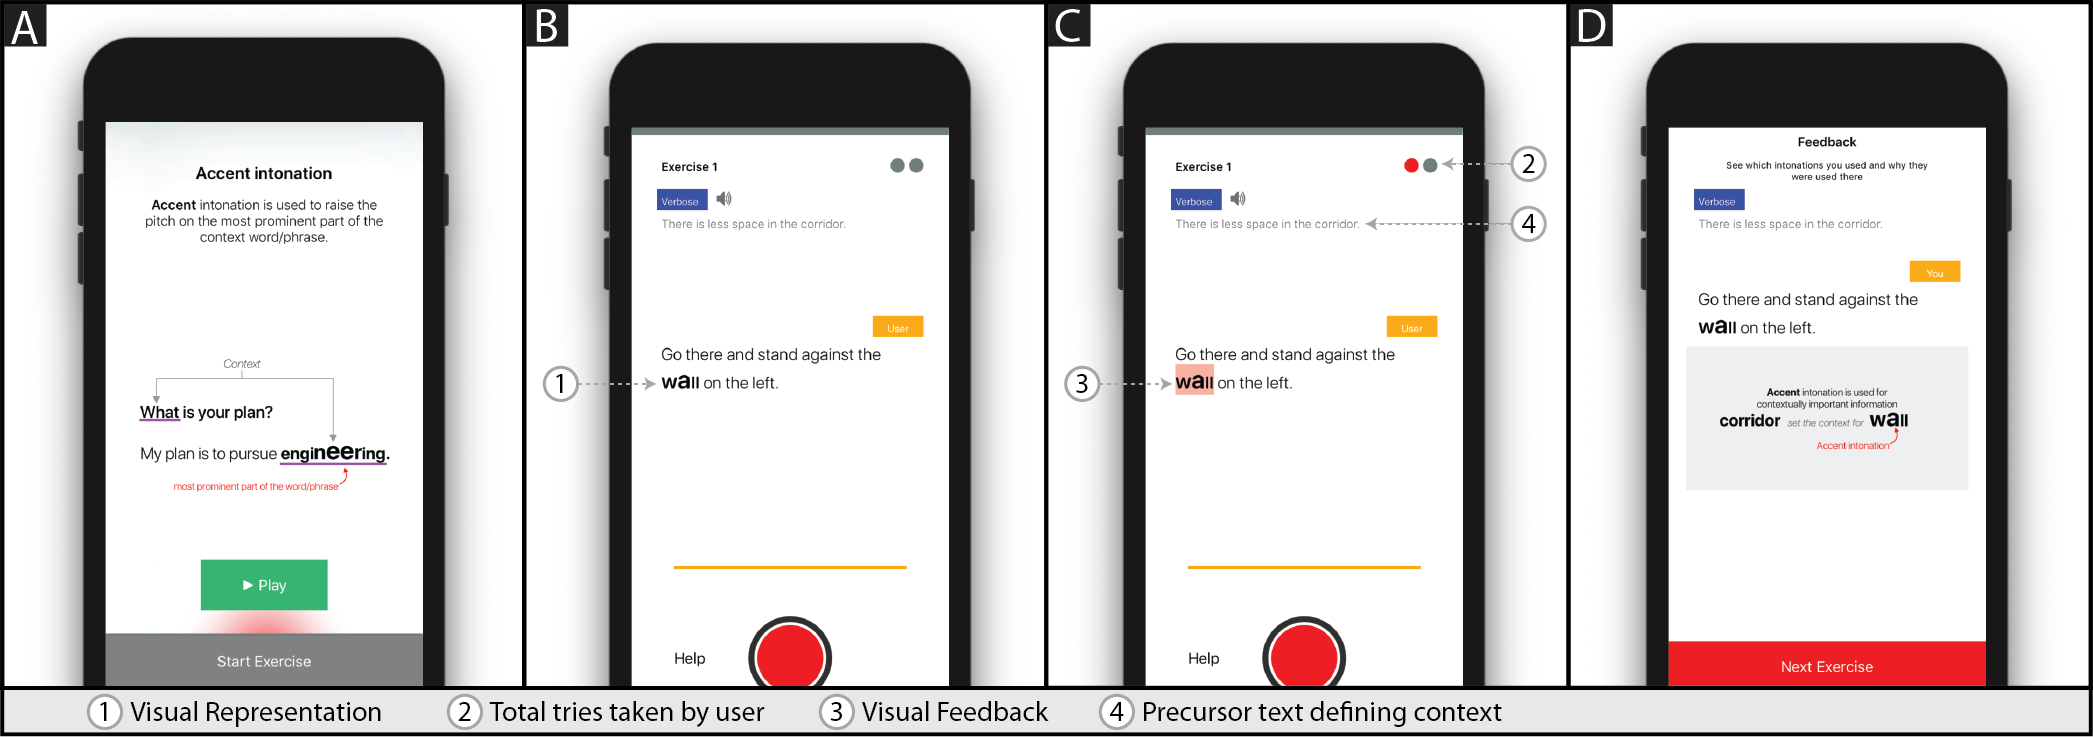 A
Accent intonation
Accent intonation is used to raise the
pitch on the most prominent part of the
context word/phrase.
Context
What is your plan?
My plan is to pursue engineering.
most prominent part of the word/phrase
Play
Start Exercise
B
Exercise 1
Verbose
There is less space in the corridor.
User
Go there and stand against the
wall on the left.
1
Help
C
Exercise 1
2
Verbose
There is less space in the corridor.
4
User
Go there and stand against the
3
wall on the left.
Help
D
Feedback
See which intonations you used and why they
were used there
Verbose
There is less space in the corridor.
You
Go there and stand against the
wall on the left.
Accent intonation is used for
contextually important information
corridor set the context for wall
Accent intonation
Next Exercise
1 Visual Representation
2 Total tries taken by user
3 Visual Feedback
4 Precursor text defining context